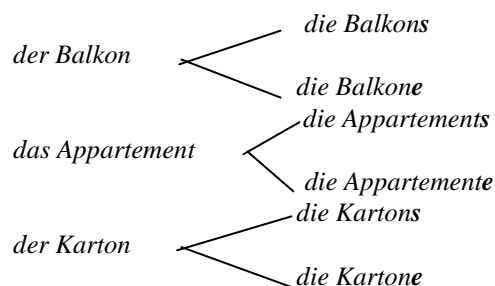 die Balkons
der Balkon
die Balkone
die Appartements
das Appartement
die Appartemente
die Kartons
der Karton
die Kartone